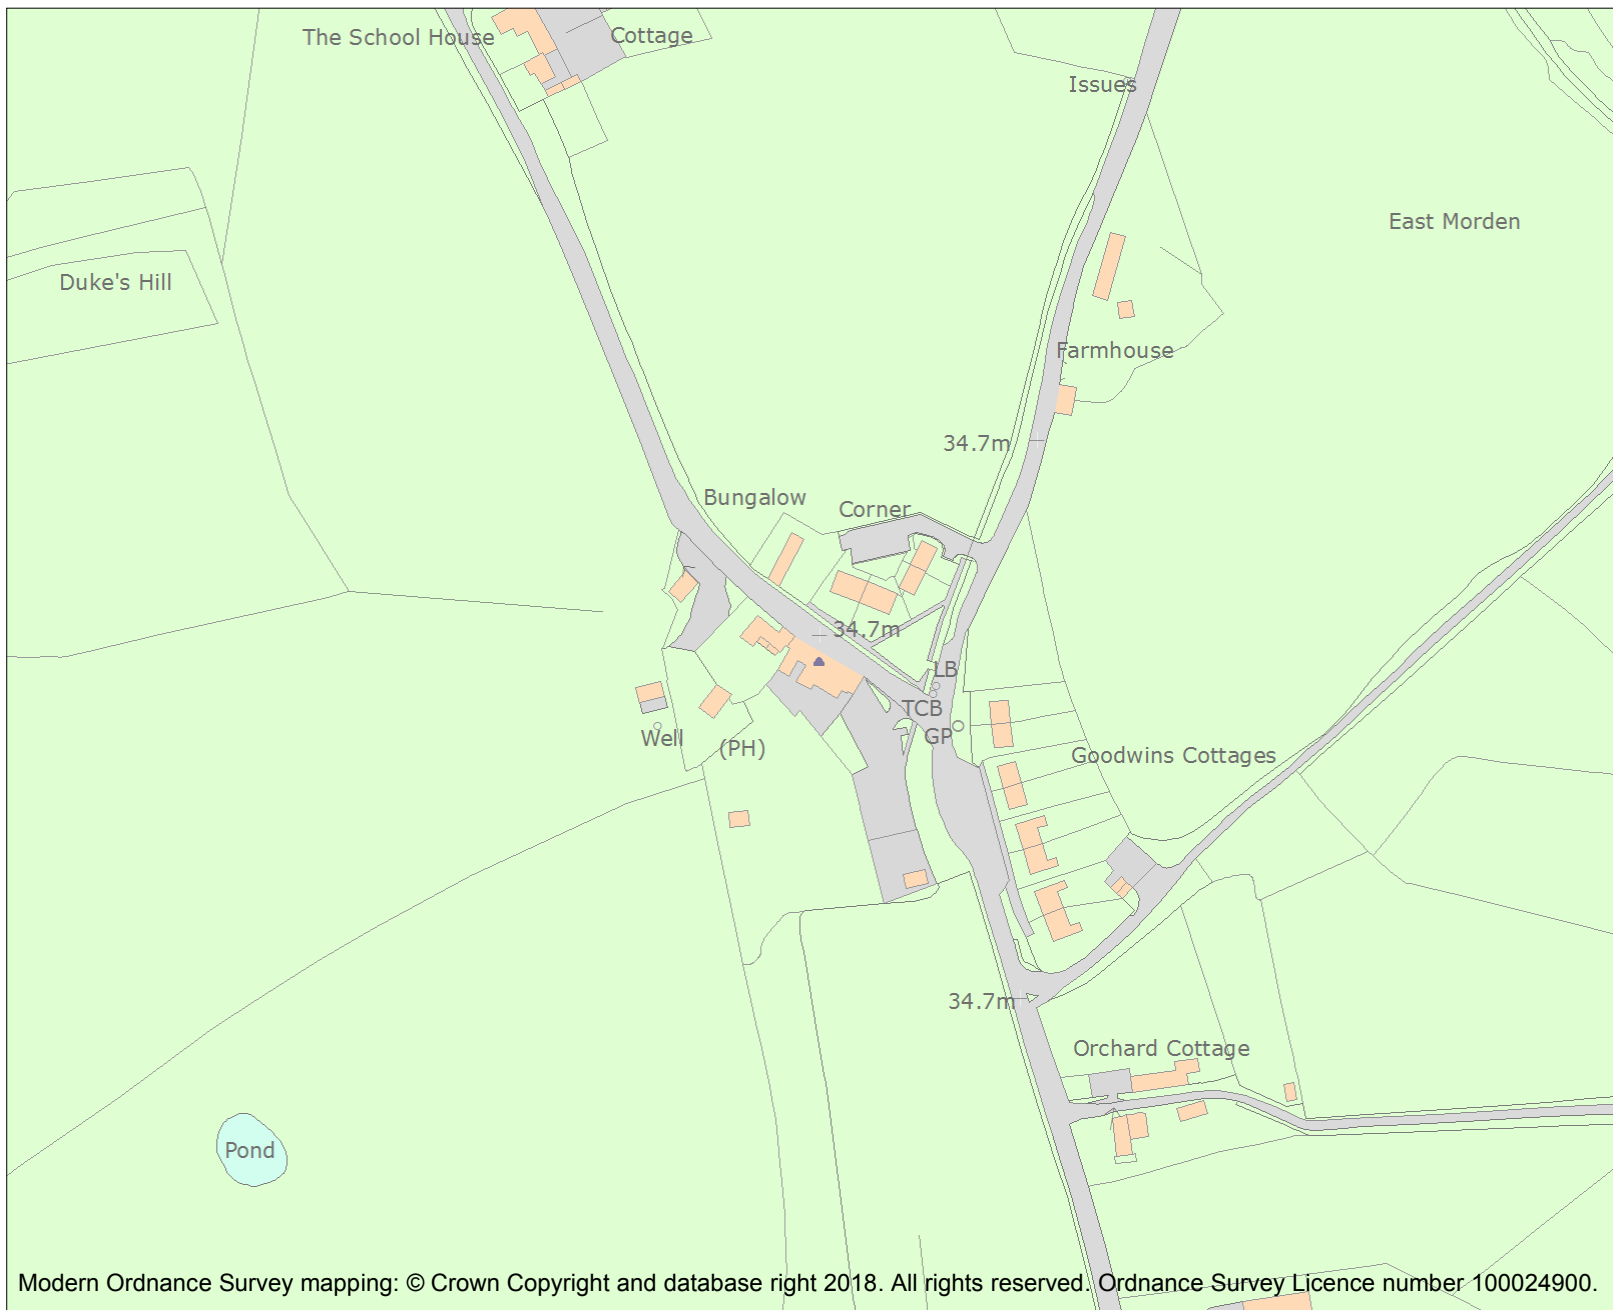 The School House
Cottage
Issues
East Morden
Duke's Hill
Farmhouse
34.7m
Bungalow
Corner
34.7m
LB
TCB
GP
Well
(PH)
Goodwins Cottages
34.7m
Orchard Cottage
Pond
Modern Ordnance Survey mapping: © Crown Copyright and database right 2018. All rights reserved. Ordnance Survey Licence number 100024900.